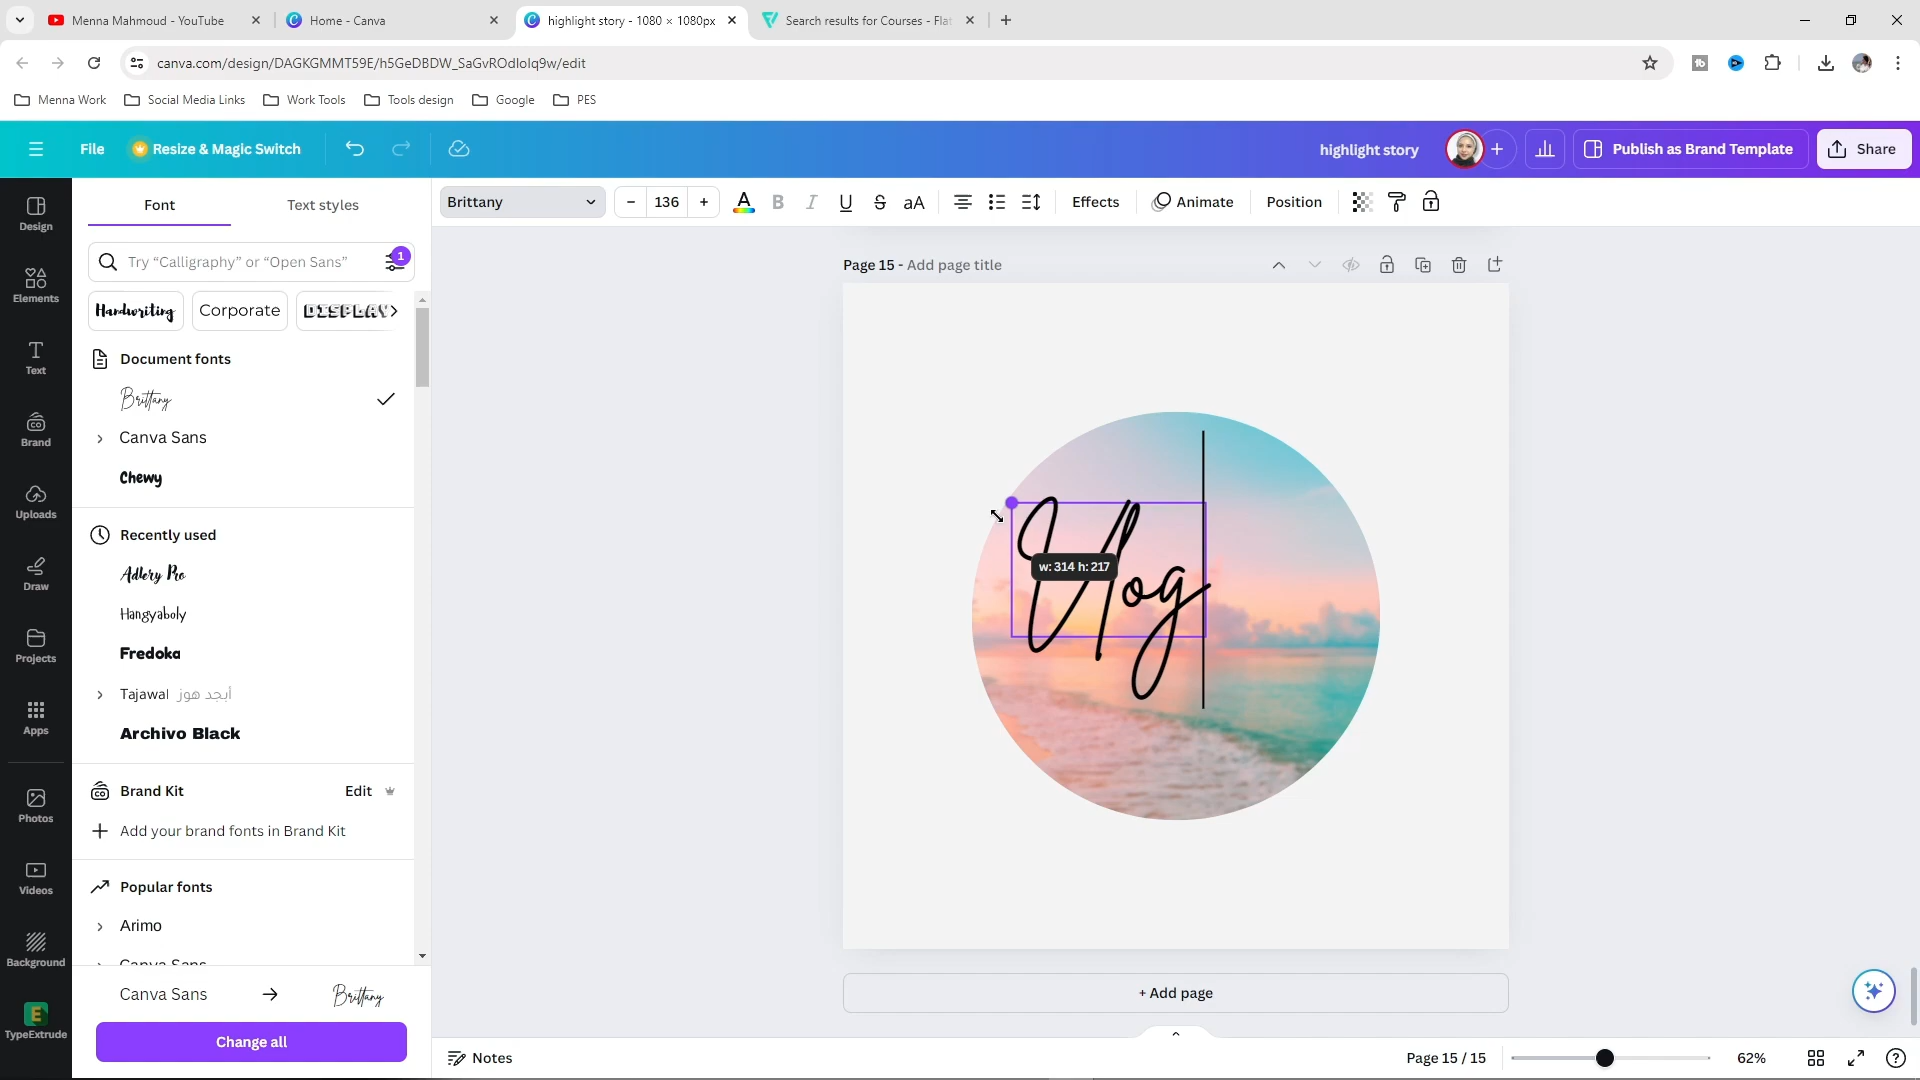 Menna Mahmoud - YouTube
Home - Canva
highlight story - 1080 × 1080px
Search results for Courses - Flat
canva.com/design/DAGKGMMT59E/h5GeDBDW_SaGvROdIolq9w/edit
Menna Work
Social Media Links
Work Tools
Tools design
Google
PES
File
Resize & Magic Switch
highlight story
Publish as Brand Template
Share
Design
Elements
Text
Brand
Uploads
Draw
Projects
Apps
Photos
Videos
Background
TypeExtrude
Font
Text styles
Try “Calligraphy” or “Open Sans”
1
Handwriting
Corporate
DISPLAY
Document fonts
Brittany
Canva Sans
Chewy
Recently used
Adlery Pro
Hangyaboly
Fredoka
Tajawal أبجد هوز
Archivo Black
Brand Kit
Edit
Add your brand fonts in Brand Kit
Popular fonts
Arimo
Canva Sans
Canva Sans → Brittany
Change all
Brittany
136
aA
Effects
Animate
Position
Page 15 - Add page title
Vlog
w: 314 h: 217
+ Add page
Notes
Page 15 / 15
62%